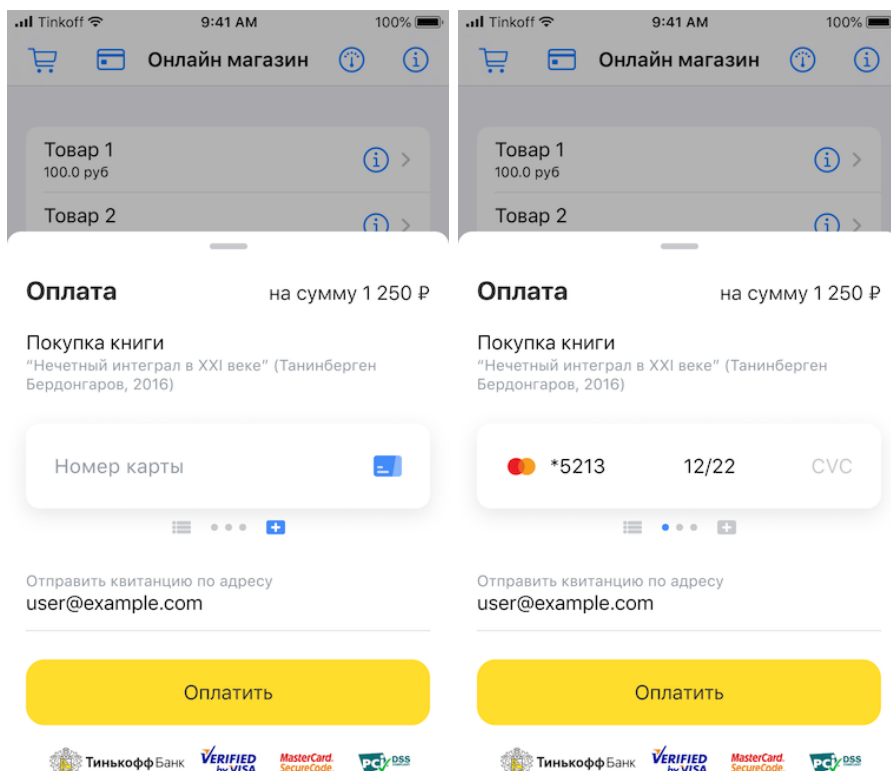 Tinkoff 9:41 AM 100%
Онлайн магазин
Товар 1
100.0 руб
Товар 2
Оплата на сумму 1 250 ₽
Покупка книги
“Нечетный интеграл в XXI веке” (Танинберген
Бердонгаров, 2016)
Номер карты
Отправить квитанцию по адресу
user@example.com
Оплатить
Тинькофф Банк VERIFIED by VISA MasterCard. SecureCode. PCI DSS
Tinkoff 9:41 AM 100%
Онлайн магазин
Товар 1
100.0 руб
Товар 2
Оплата на сумму 1 250 ₽
Покупка книги
“Нечетный интеграл в XXI веке” (Танинберген
Бердонгаров, 2016)
*5213 12/22 CVC
Отправить квитанцию по адресу
user@example.com
Оплатить
Тинькофф Банк VERIFIED by VISA MasterCard. SecureCode. PCI DSS